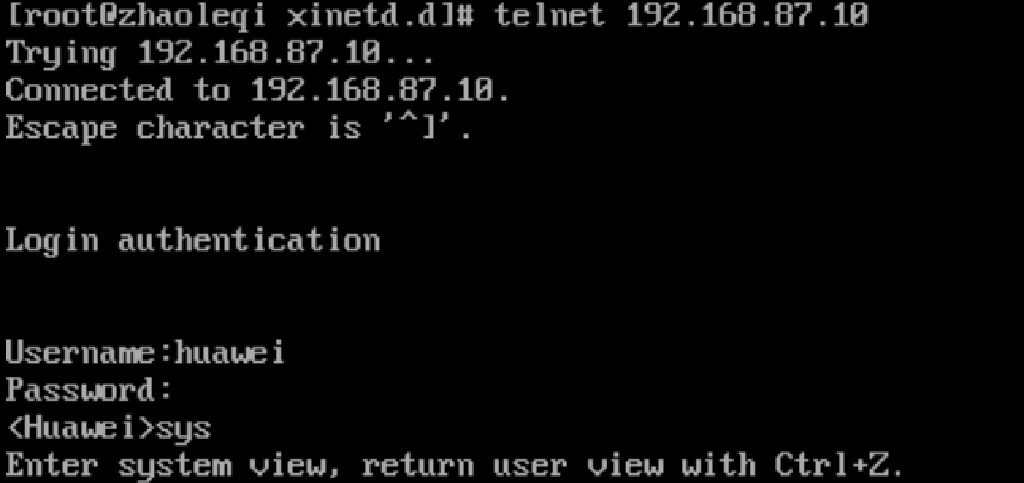 [root@zhaoleqi xinetd.d]# telnet 192.168.87.10
Trying 192.168.87.10...
Connected to 192.168.87.10.
Escape character is '^]'.
Login authentication
Username:huawei
Password:
<Huawei>sys
Enter system view, return user view with Ctrl+Z.